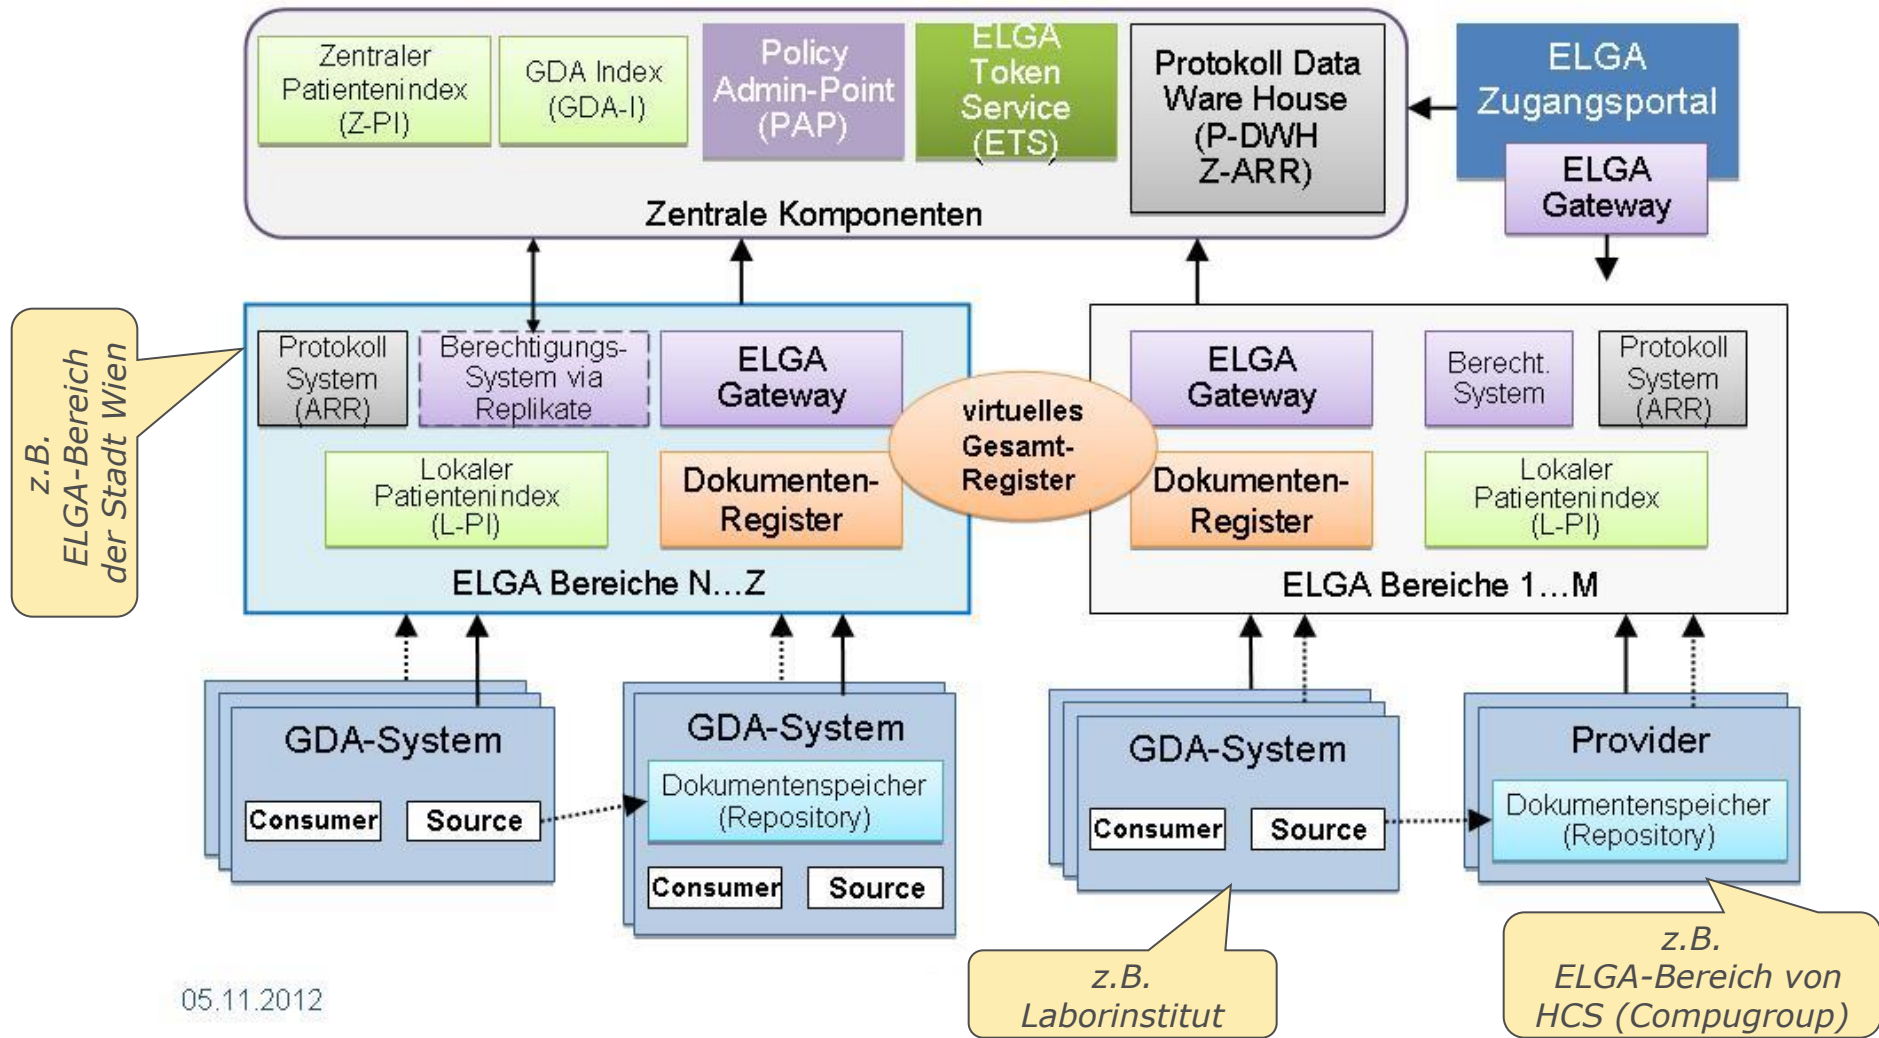 Zentraler
Patientenindex
(Z-PI)
GDA Index
(GDA-I)
Policy
Admin-Point
(PAP)
ELGA
Token
Service
(ETS)
Protokoll Data
Ware House
(P-DWH
Z-ARR)
Zentrale Komponenten
ELGA
Zugangsportal
ELGA
Gateway
z.B.
ELGA-Bereich
der Stadt Wien
Protokoll
System
(ARR)
Berechtigungs-
System via
Replikate
ELGA
Gateway
Lokaler
Patientenindex
(L-PI)
Dokumenten-
Register
ELGA Bereiche N...Z
virtuelles
Gesamt-
Register
ELGA
Gateway
Berecht.
System
Protokoll
System
(ARR)
Dokumenten-
Register
Lokaler
Patientenindex
(L-PI)
ELGA Bereiche 1...M
GDA-System
Consumer
Source
GDA-System
Dokumentenspeicher
(Repository)
Consumer
Source
GDA-System
Consumer
Source
Provider
Dokumentenspeicher
(Repository)
z.B.
Laborinstitut
z.B.
ELGA-Bereich von
HCS (Compugroup)
05.11.2012